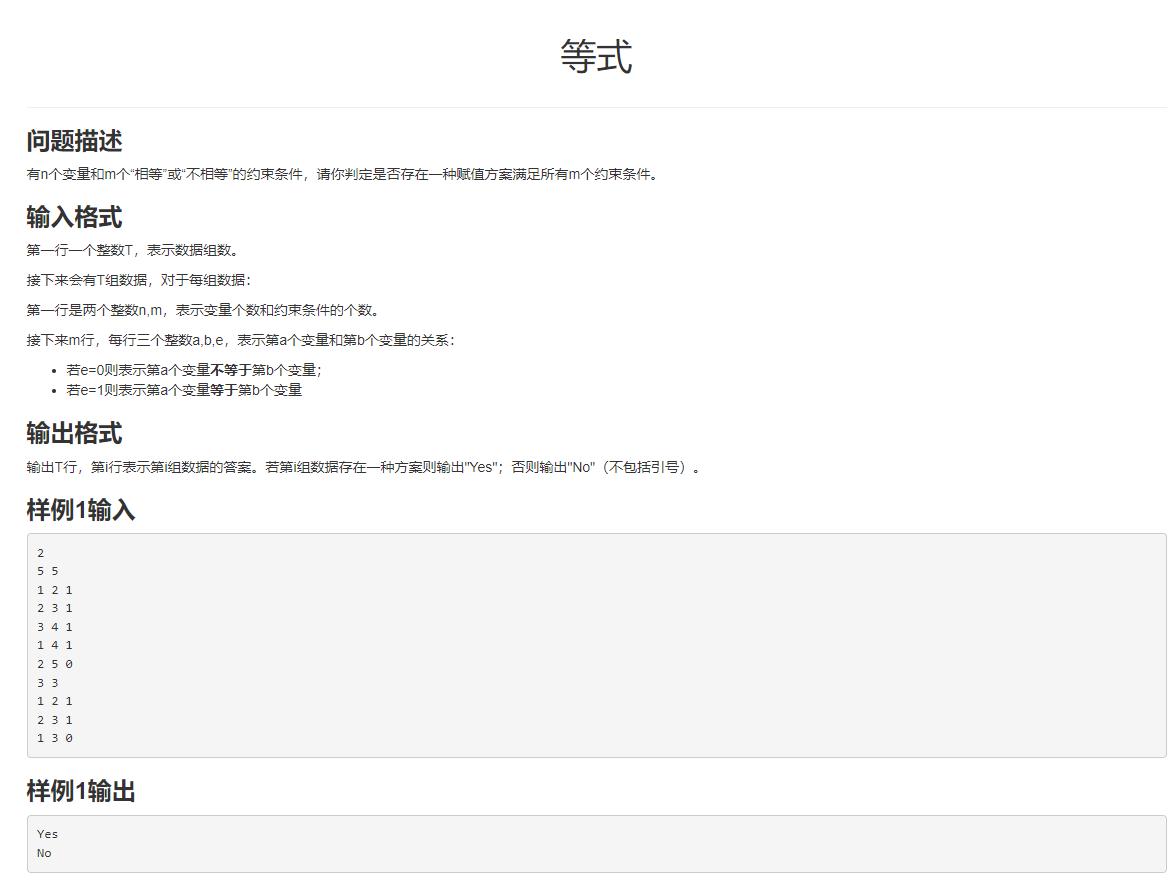 等式
问题描述
有n个变量和m个“相等”或“不相等”的约束条件，请你判定是否存在一种赋值方案满足所有m个约束条件。
输入格式
第一行一个整数T，表示数据组数。
接下来会有T组数据，对于每组数据：
第一行是两个整数n,m，表示变量个数和约束条件的个数。
接下来m行，每行三个整数a,b,e，表示第a个变量和第b个变量的关系：
• 若e=0则表示第a个变量不等于第b个变量；
• 若e=1则表示第a个变量等于第b个变量
输出格式
输出T行，第i行表示第i组数据的答案。若第i组数据存在一种方案则输出"Yes"；否则输出"No"（不包括引号）。
样例1输入
2
5 5
1 2 1
2 3 1
3 4 1
1 4 1
2 5 0
3 3
1 2 1
2 3 1
1 3 0
样例1输出
Yes
No